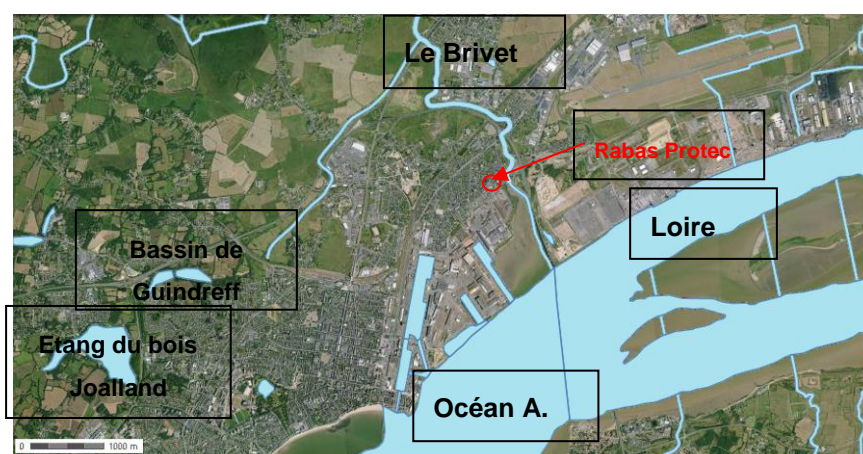 Le Brivet
Rabas Protec
Loire
Bassin de
Guindreff
Etang du bois
Joalland
Océan A.
0 1000 m